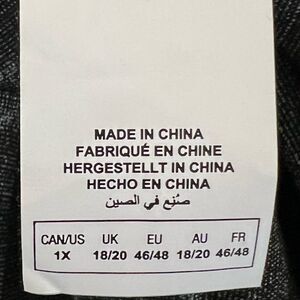 MADE IN CHINA
FABRIQUÉ EN CHINE
HERGESTELLT IN CHINA
HECHO EN CHINA
صُنِع في الصين
CAN/US UK EU AU FR
1X 18/20 46/48 18/20 46/48